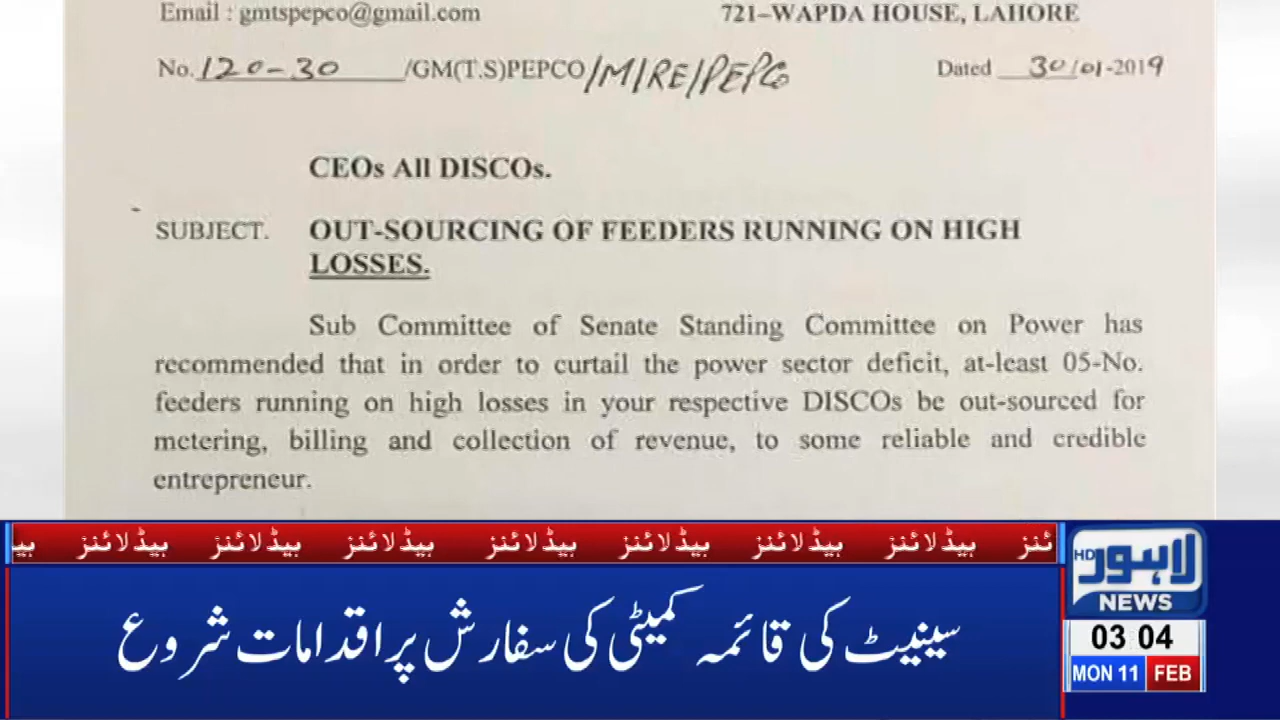 Email : gmtspepco@gmail.com
721–WAPDA HOUSE, LAHORE
No. 120-30 /GM(T.S)PEPCO/M/RE/PEPCo
Dated 30/01-2019
CEOs All DISCOs.
SUBJECT. OUT-SOURCING OF FEEDERS RUNNING ON HIGH
LOSSES.
Sub Committee of Senate Standing Committee on Power has
recommended that in order to curtail the power sector deficit, at-least 05-No.
feeders running on high losses in your respective DISCOs be out-sourced for
metering, billing and collection of revenue, to some reliable and credible
entrepreneur.
ہیڈلائنز ہیڈلائنز ہیڈلائنز ہیڈلائنز ہیڈلائنز ہیڈلائنز ہیڈلائنز
سینیٹ کی قائمہ کمیٹی کی سفارش پر اقدامات شروع
HD لاہور
NEWS
03 04
MON 11 FEB